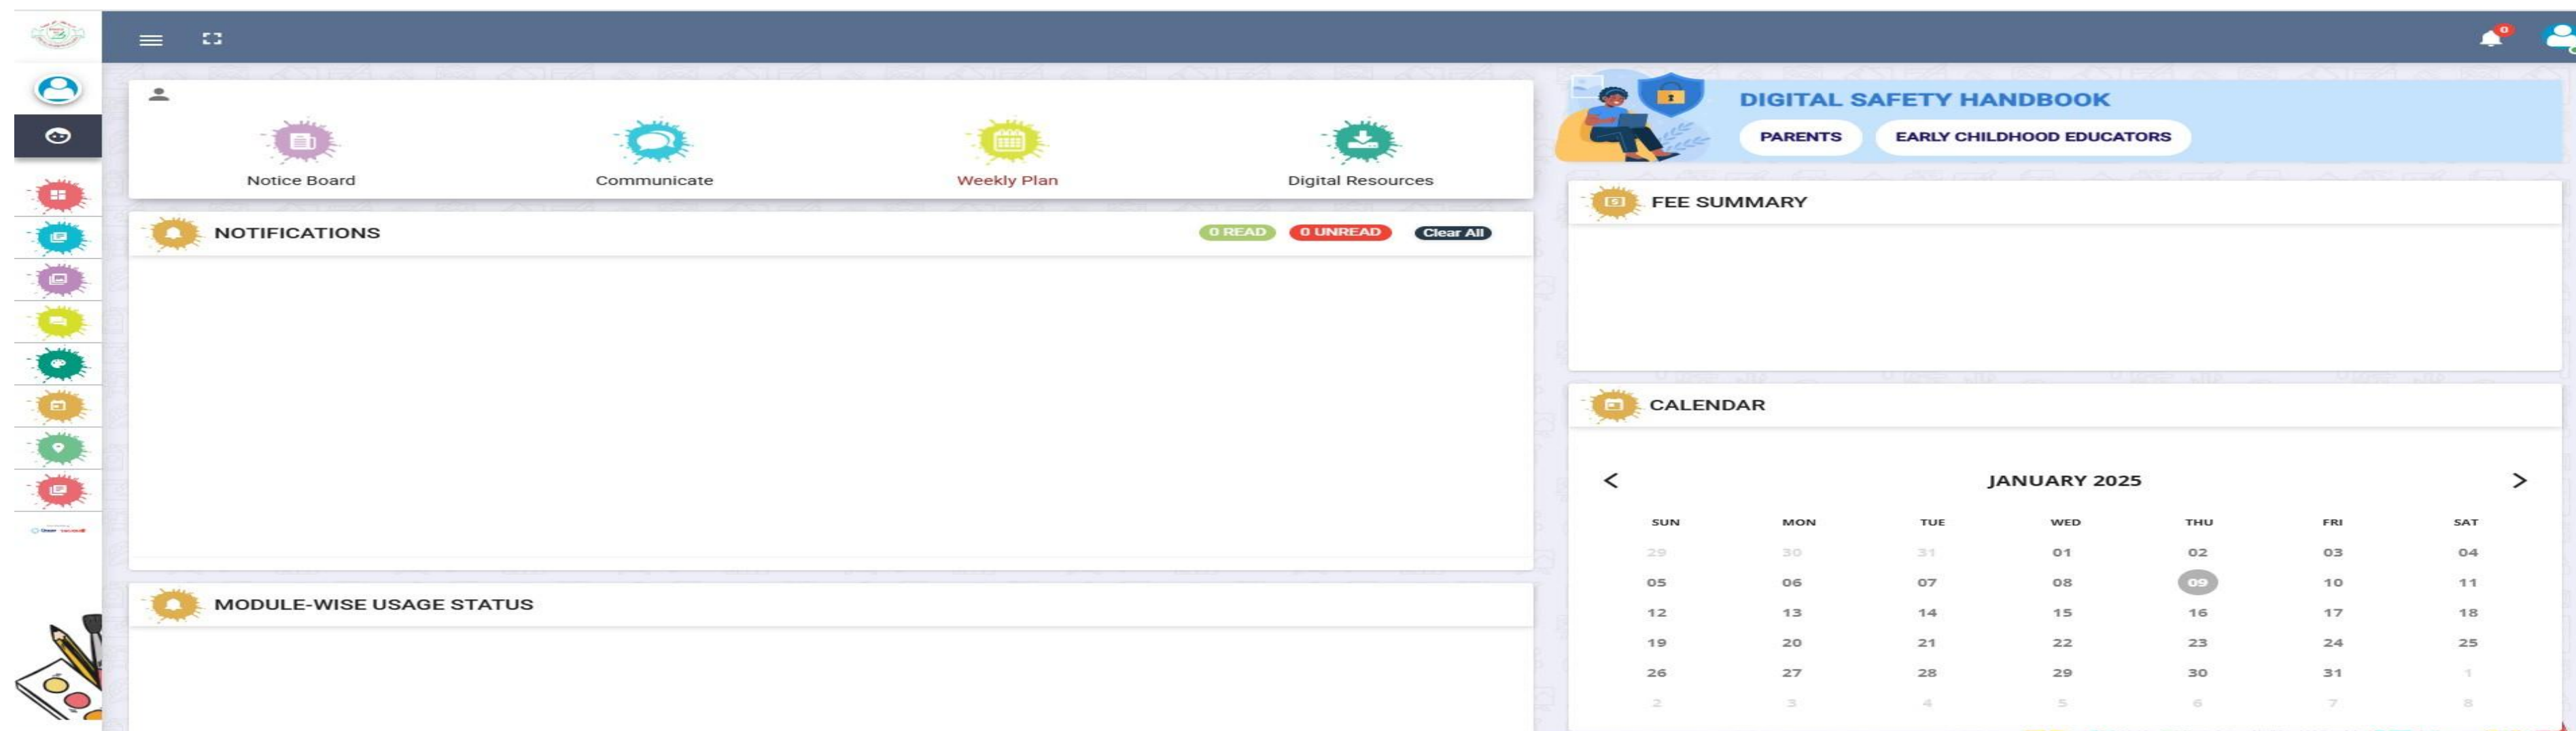 0
Notice Board
Communicate
Weekly Plan
Digital Resources
DIGITAL SAFETY HANDBOOK
PARENTS EARLY CHILDHOOD EDUCATORS
NOTIFICATIONS 0 READ 0 UNREAD Clear All
FEE SUMMARY
MODULE-WISE USAGE STATUS
CALENDAR
< JANUARY 2025 >
SUN MON TUE WED THU FRI SAT
29 30 31 01 02 03 04
05 06 07 08 09 10 11
12 13 14 15 16 17 18
19 20 21 22 23 24 25
26 27 28 29 30 31 1
2 3 4 5 6 7 8